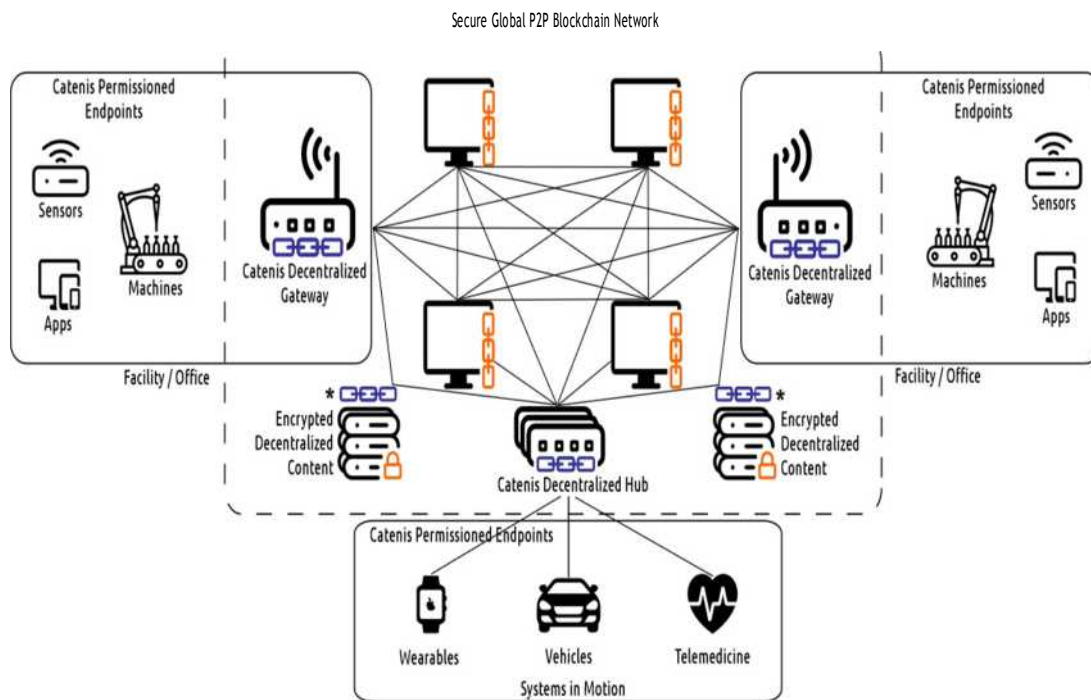 Secure Global P2P Blockchain Network
Catenis Permissioned
Endpoints
Sensors
Machines
Apps
Catenis Decentralized
Gateway
Facility / Office
Catenis Decentralized
Gateway
Catenis Permissioned
Endpoints
Sensors
Machines
Apps
Facility / Office
*
Encrypted
Decentralized
Content
*
Encrypted
Decentralized
Content
Catenis Decentralized Hub
Catenis Permissioned Endpoints
Wearables
Vehicles
Telemedicine
Systems in Motion